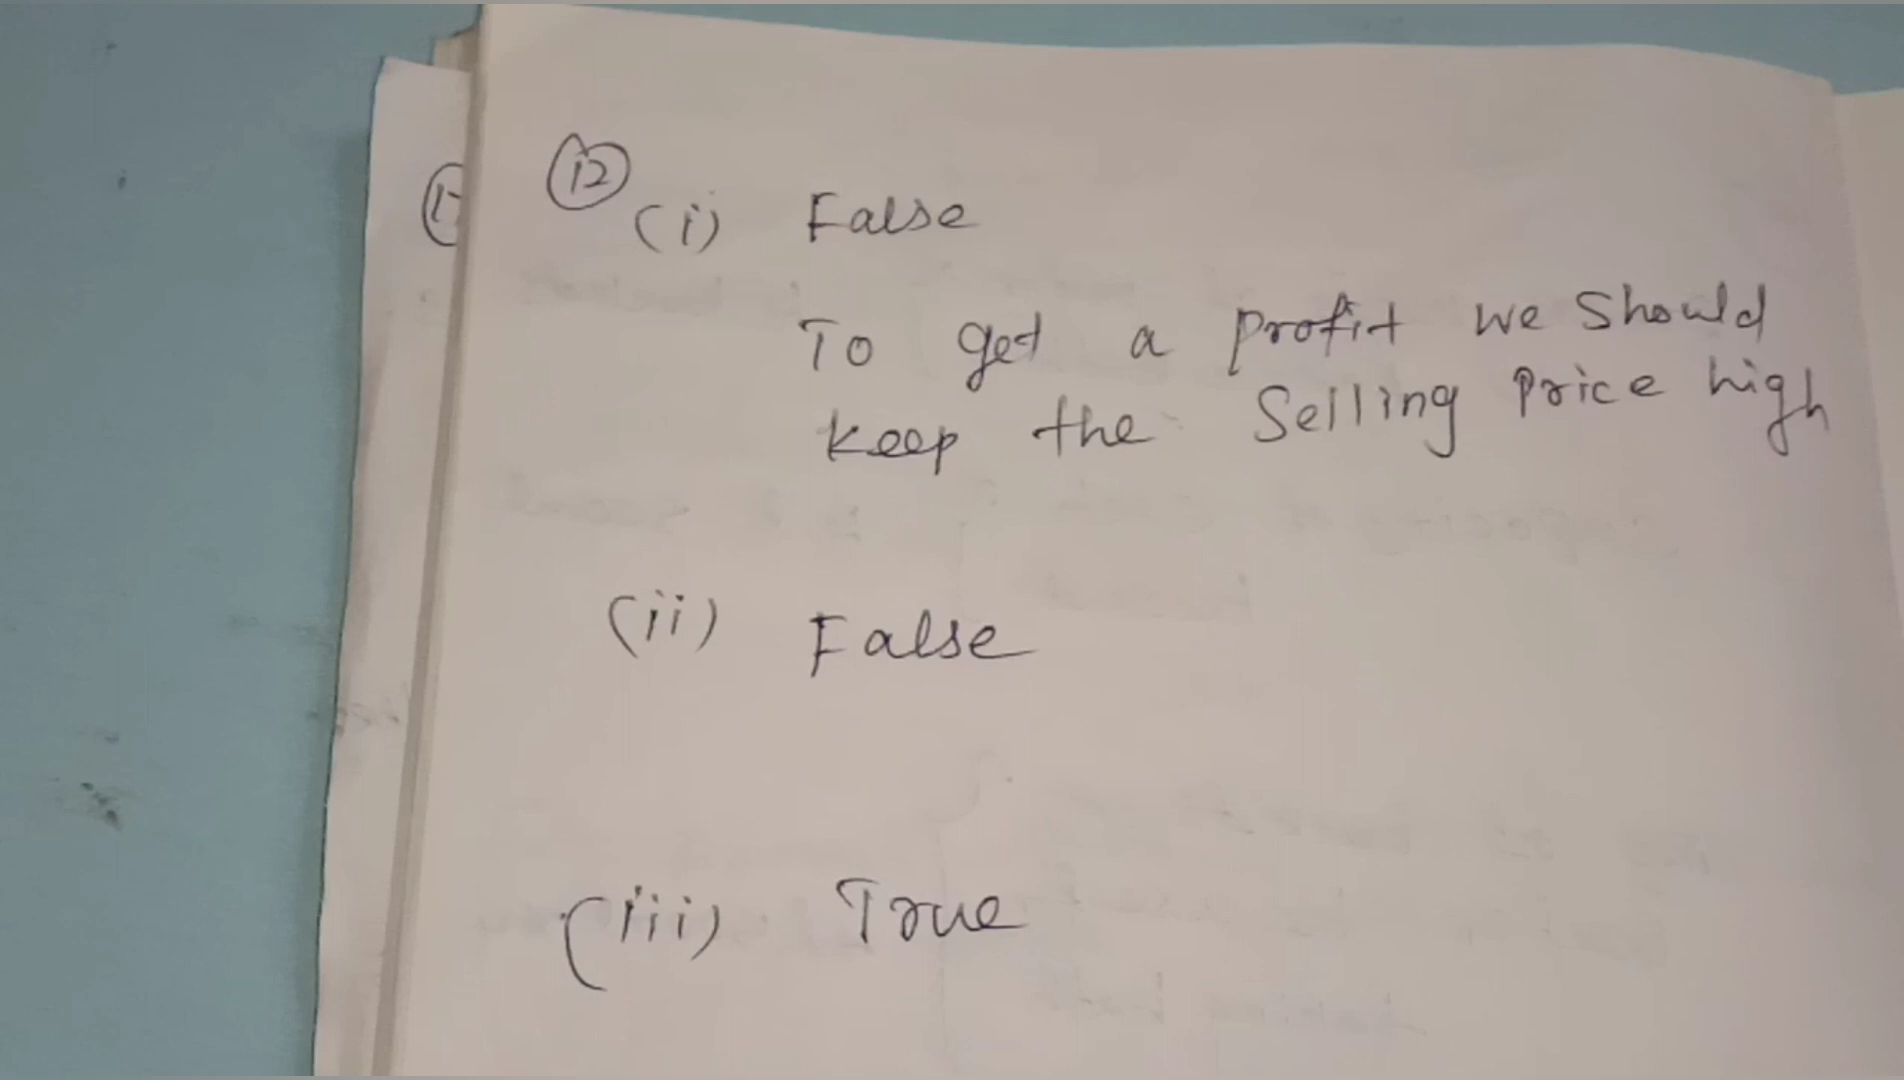 12
(i) False
To get a profit we should
keep the selling price high
(ii) False
(iii) True